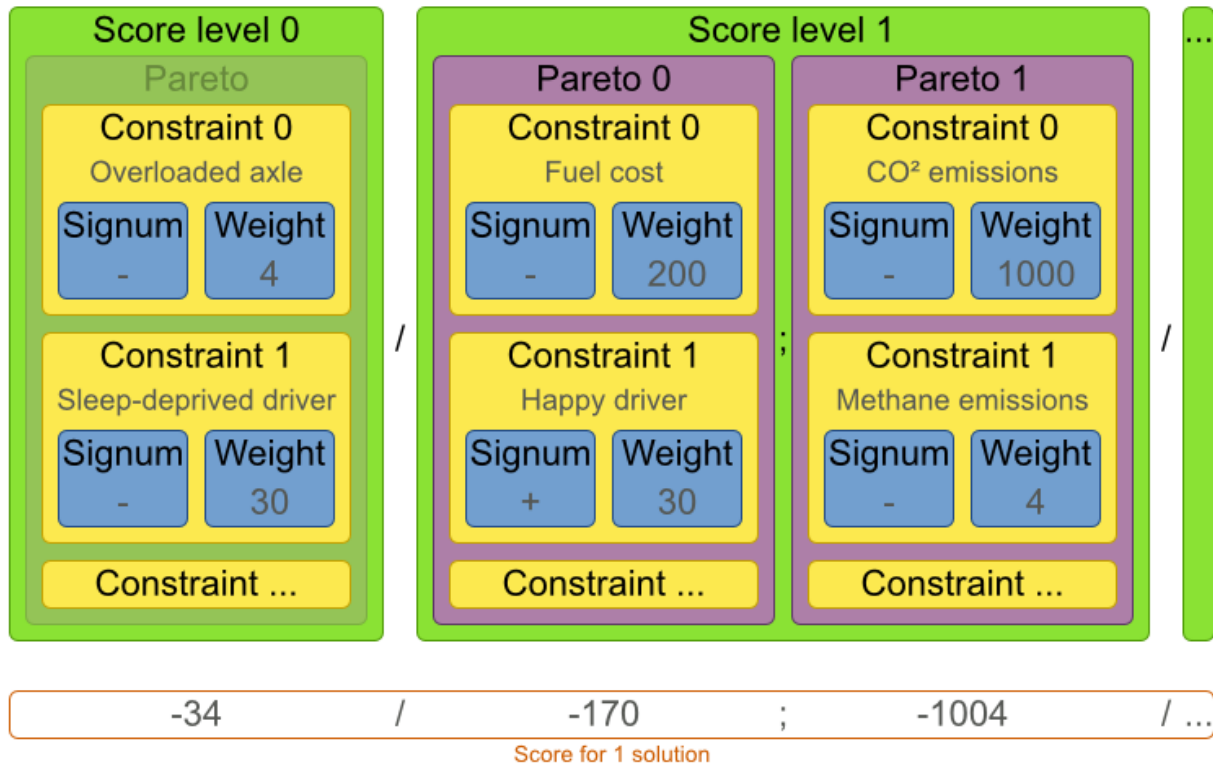 Score level 0
Pareto
Constraint 0
Overloaded axle
Signum Weight
- 4
Constraint 1
Sleep-deprived driver
Signum Weight
- 30
Constraint ...
/
Score level 1
Pareto 0
Constraint 0
Fuel cost
Signum Weight
- 200
Constraint 1
Happy driver
Signum Weight
+ 30
Constraint ...
;
Pareto 1
Constraint 0
CO² emissions
Signum Weight
- 1000
Constraint 1
Methane emissions
Signum Weight
- 4
Constraint ...
/
...
-34 / -170 ; -1004 / ...
Score for 1 solution